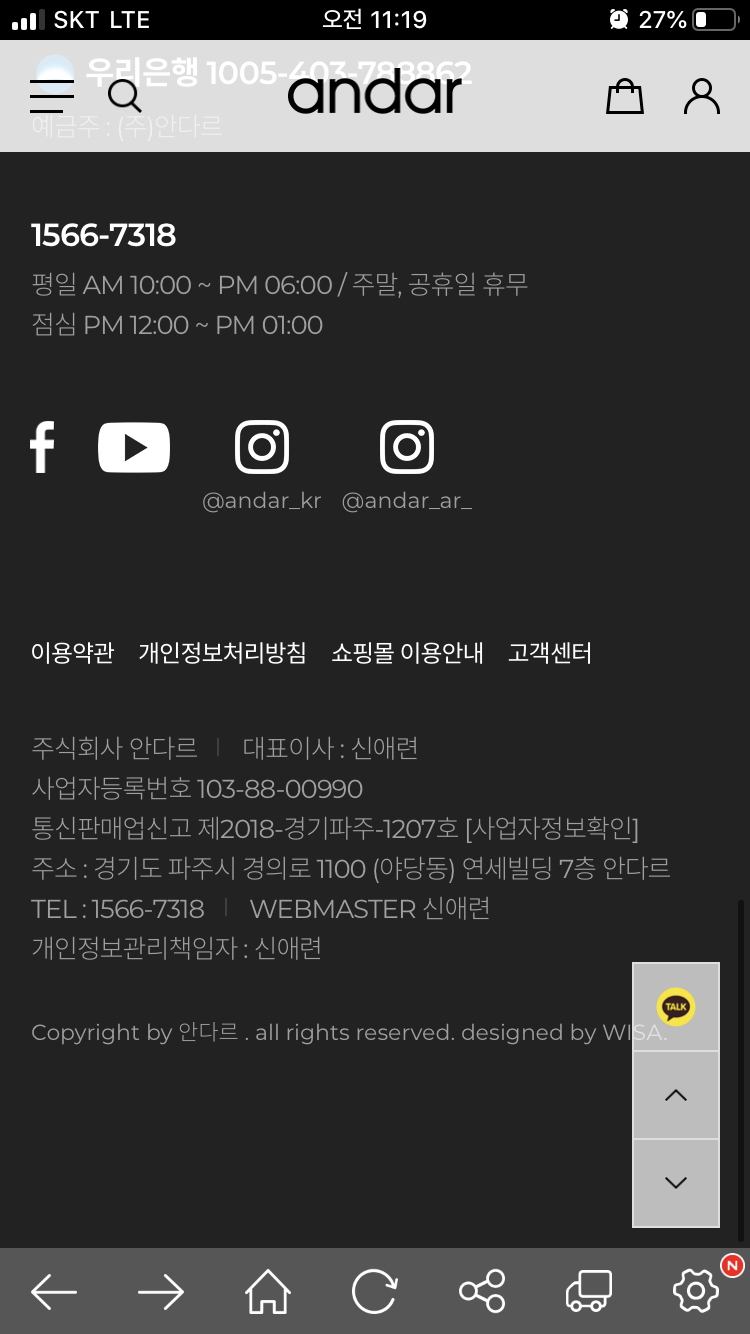 SKT LTE 오전 11:19 27%
우리은행 1005-403-788862
andar
예금주 : (주)안다르
1566-7318
평일 AM 10:00 ~ PM 06:00 / 주말, 공휴일 휴무
점심 PM 12:00 ~ PM 01:00
@andar_kr @andar_ar_
이용약관 개인정보처리방침 쇼핑몰 이용안내 고객센터
주식회사 안다르 | 대표이사 : 신애련
사업자등록번호 103-88-00990
통신판매업신고 제2018-경기파주-1207호 [사업자정보확인]
주소 : 경기도 파주시 경의로 1100 (야당동) 연세빌딩 7층 안다르
TEL : 1566-7318 | WEBMASTER 신애련
개인정보관리책임자 : 신애련
TALK
Copyright by 안다르 . all rights reserved. designed by WISA.
N